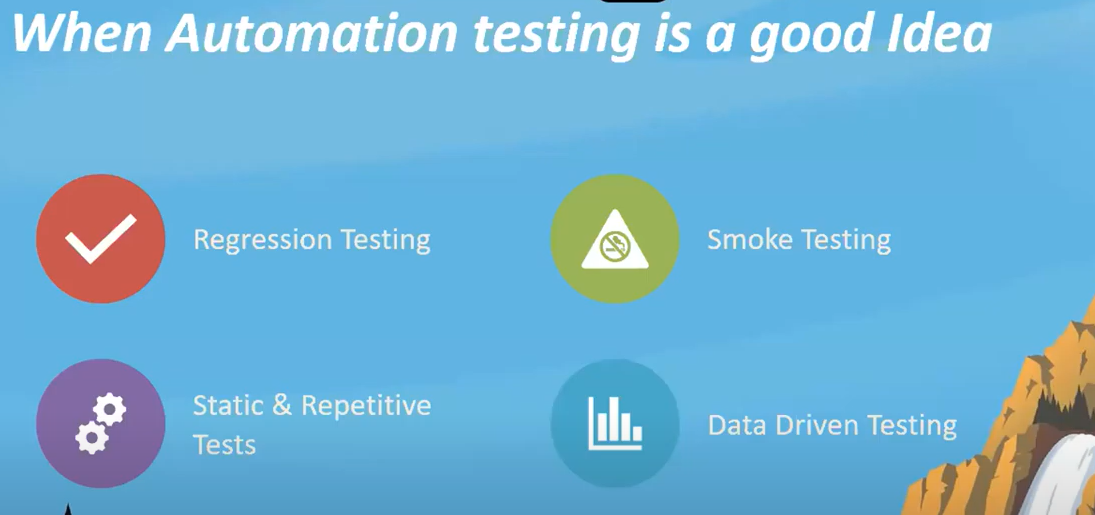 When Automation testing is a good Idea
Regression Testing
Smoke Testing
Static & Repetitive
Tests
Data Driven Testing